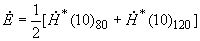 Ė = 1/2 [Ḣ*(10)₈₀ + Ḣ*(10)₁₂₀]